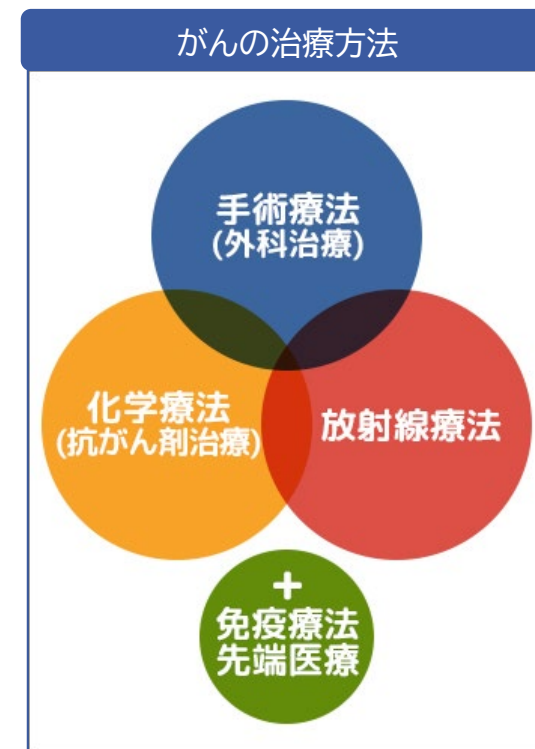 がんの治療方法
手術療法
(外科治療)
化学療法
(抗がん剤治療)
放射線療法
+
免疫療法
先端医療